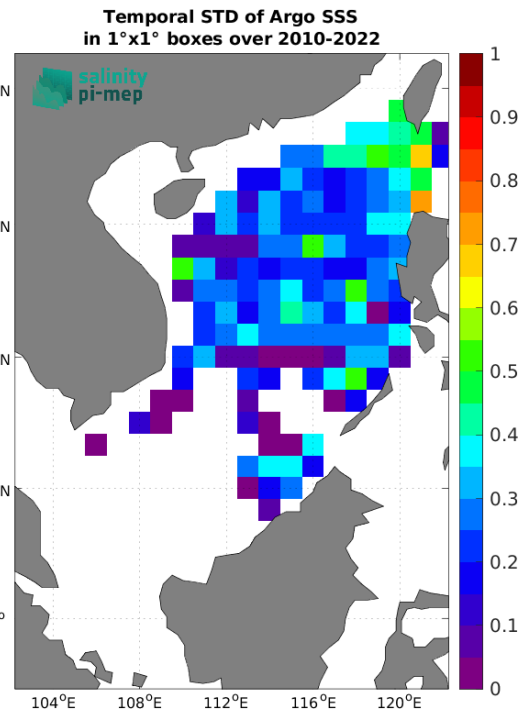 Temporal STD of Argo SSS
in 1°x1° boxes over 2010-2022
salinity
pi-mep
N
N
N
N
o
104°E 108°E 112°E 116°E 120°E
1
0.9
0.8
0.7
0.6
0.5
0.4
0.3
0.2
0.1
0